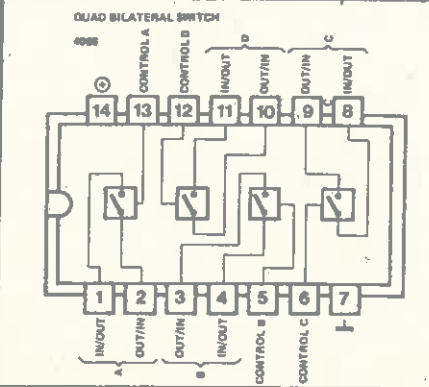 QUAD BILATERAL SWITCH
4066
D
C
CONTROL A
CONTROL D
IN/OUT
OUT/IN
OUT/IN
IN/OUT
14 13 12 11 10 9 8
1 2 3 4 5 6 7
IN/OUT
OUT/IN
OUT/IN
IN/OUT
CONTROL B
CONTROL C
A
B